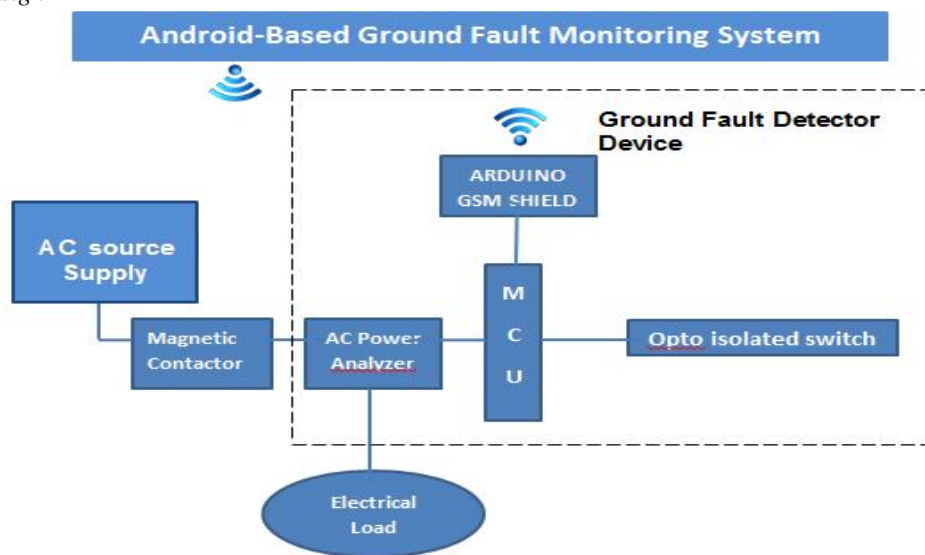 Android-Based Ground Fault Monitoring System
Ground Fault Detector
Device
ARDUINO
GSM SHIELD
AC source
Supply
M
C
U
Magnetic
Contactor
AC Power
Analyzer
Opto isolated switch
Electrical
Load